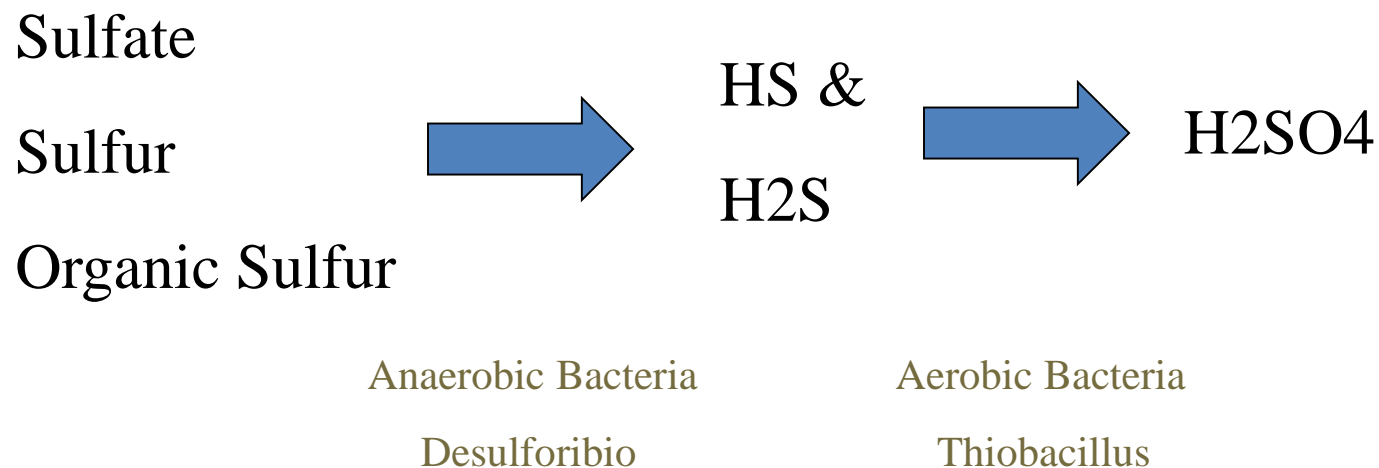 Sulfate
Sulfur
Organic Sulfur
HS &
H2S
H2SO4
Anaerobic Bacteria
Desulforibio
Aerobic Bacteria
Thiobacillus